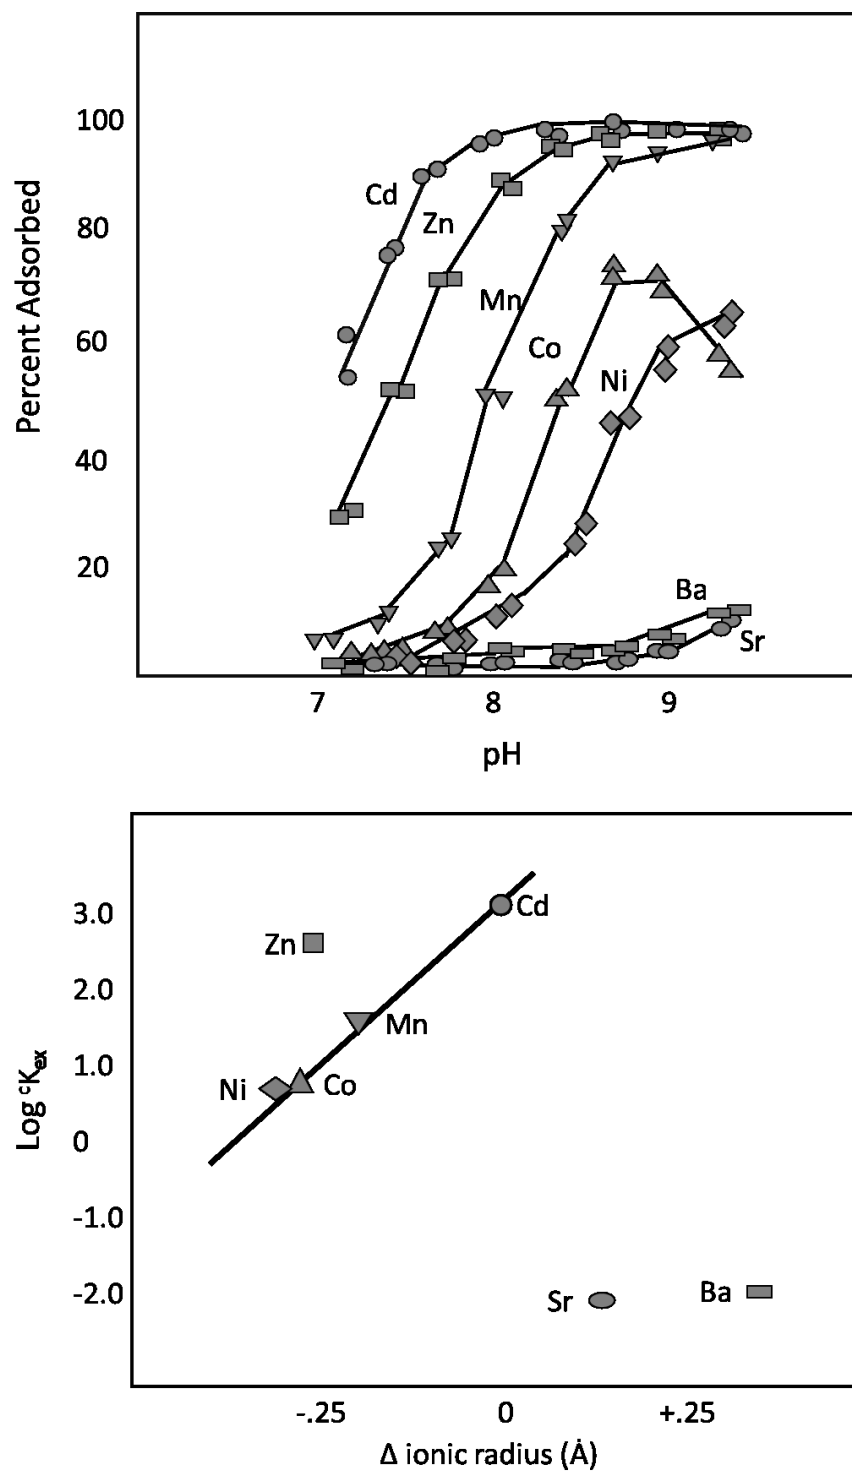 100
80
60
40
20
Percent Adsorbed
Cd
Zn
Mn
Co
Ni
Ba
Sr
7 8 9
pH
3.0
2.0
1.0
0
-1.0
-2.0
Log ᶜKₑₓ
Cd
Zn
Mn
Ni
Co
Sr
Ba
-.25 0 +.25
Δ ionic radius (Å)